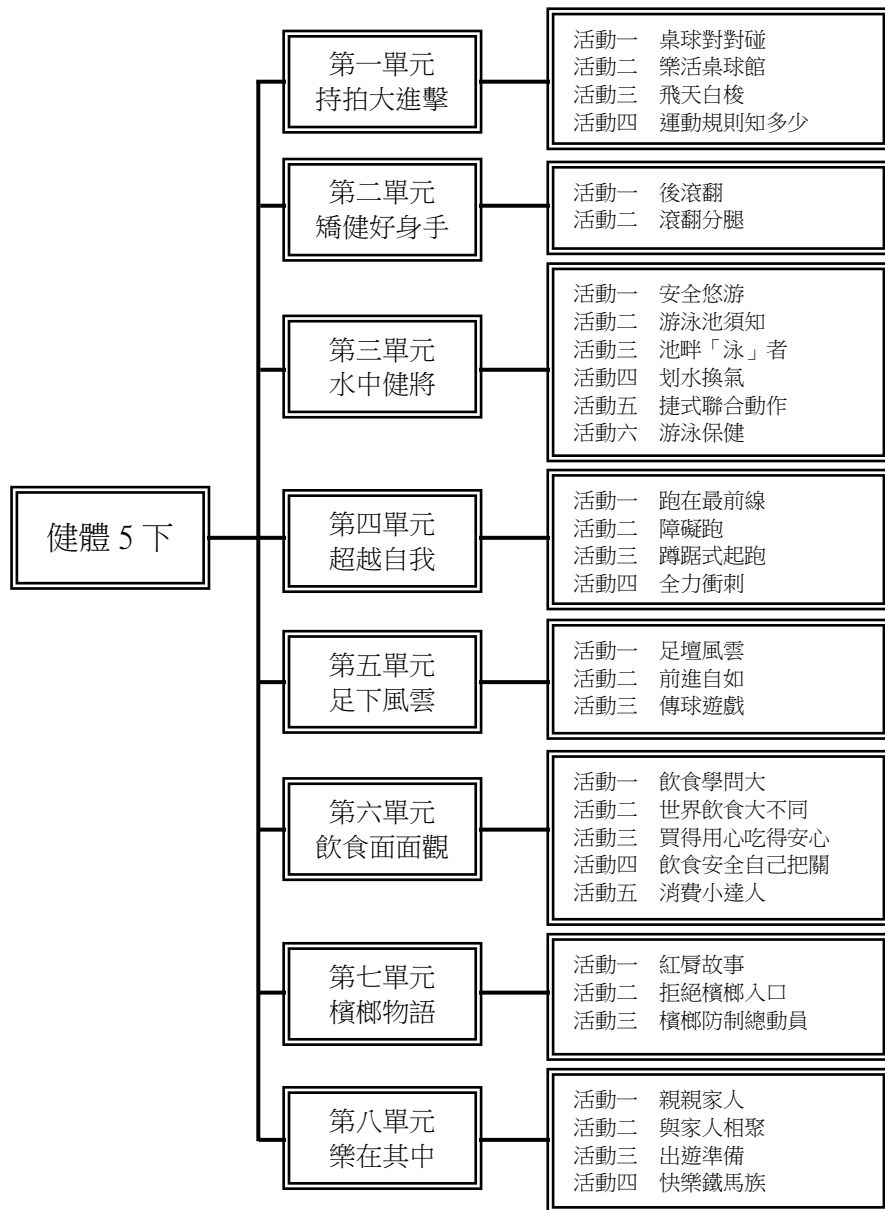 健體 5 下
第一單元
持拍大進擊
活動一 桌球對對碰
活動二 樂活桌球館
活動三 飛天白梭
活動四 運動規則知多少
第二單元
矯健好身手
活動一 後滾翻
活動二 滾翻分腿
第三單元
水中健將
活動一 安全悠游
活動二 游泳池須知
活動三 池畔「泳」者
活動四 划水換氣
活動五 捷式聯合動作
活動六 游泳保健
第四單元
超越自我
活動一 跑在最前線
活動二 障礙跑
活動三 蹲踞式起跑
活動四 全力衝刺
第五單元
足下風雲
活動一 足壇風雲
活動二 前進自如
活動三 傳球遊戲
第六單元
飲食面面觀
活動一 飲食學問大
活動二 世界飲食大不同
活動三 買得用心吃得安心
活動四 飲食安全自己把關
活動五 消費小達人
第七單元
檳榔物語
活動一 紅脣故事
活動二 拒絕檳榔入口
活動三 檳榔防制總動員
第八單元
樂在其中
活動一 親親家人
活動二 與家人相聚
活動三 出遊準備
活動四 快樂鐵馬族